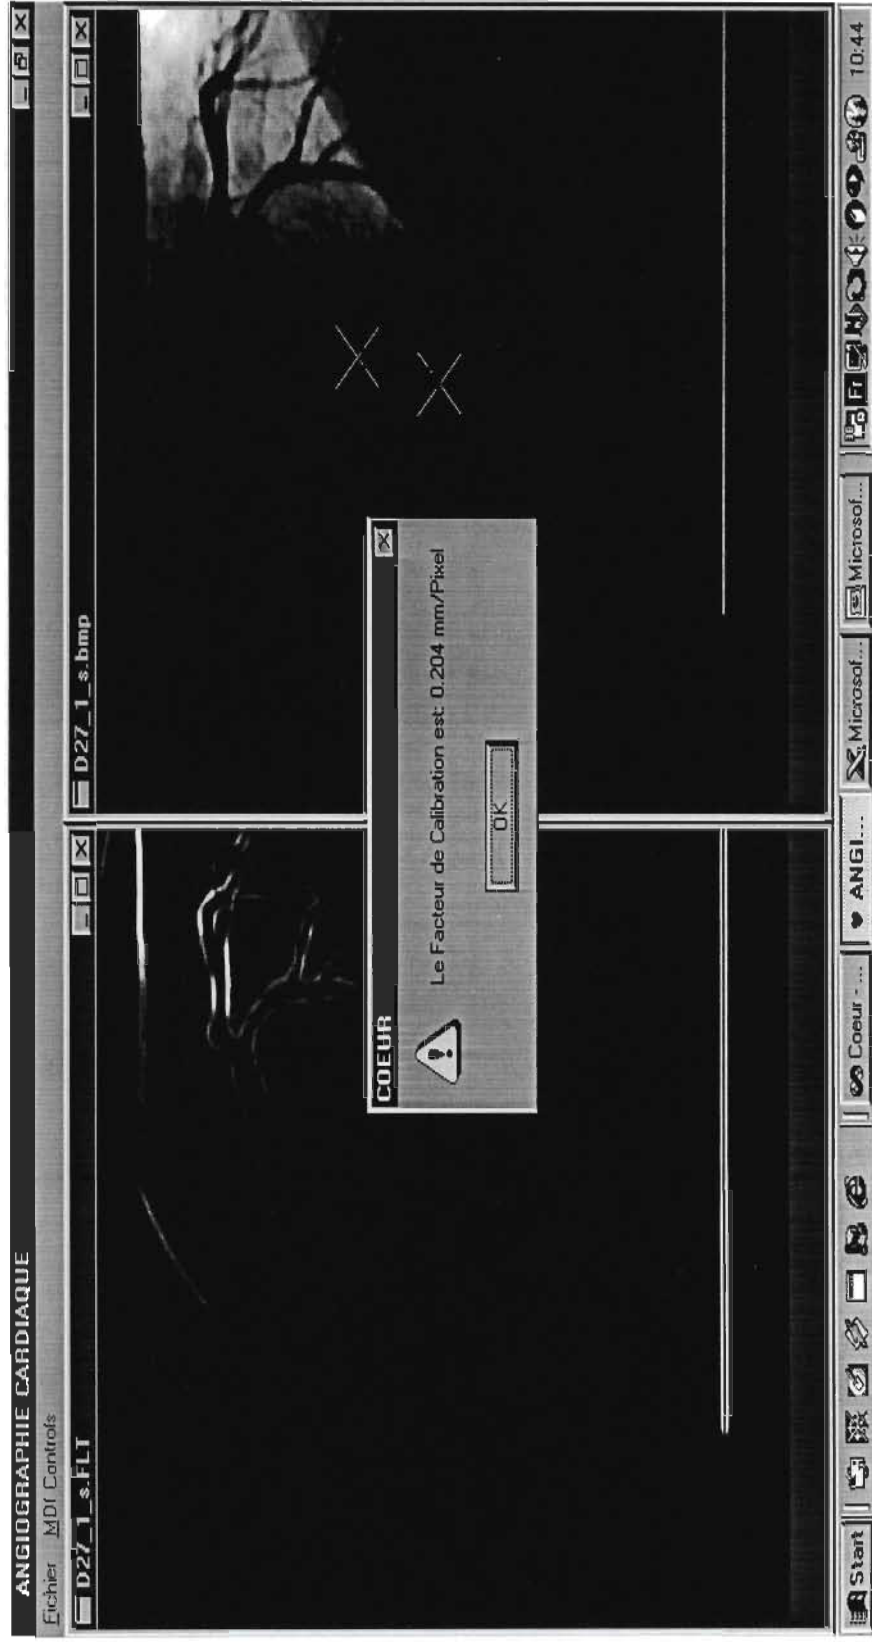 ANGIOGRAPHIE CARDIAQUE
Fichier MDI Controls
D27_1_s.FLT
D27_1_s.bmp
COEUR
Le Facteur de Calibration est: 0.204 mm/Pixel
OK
Start
Coeur - ...
ANGI...
Microsof...
Microsof...
Fr
10:44